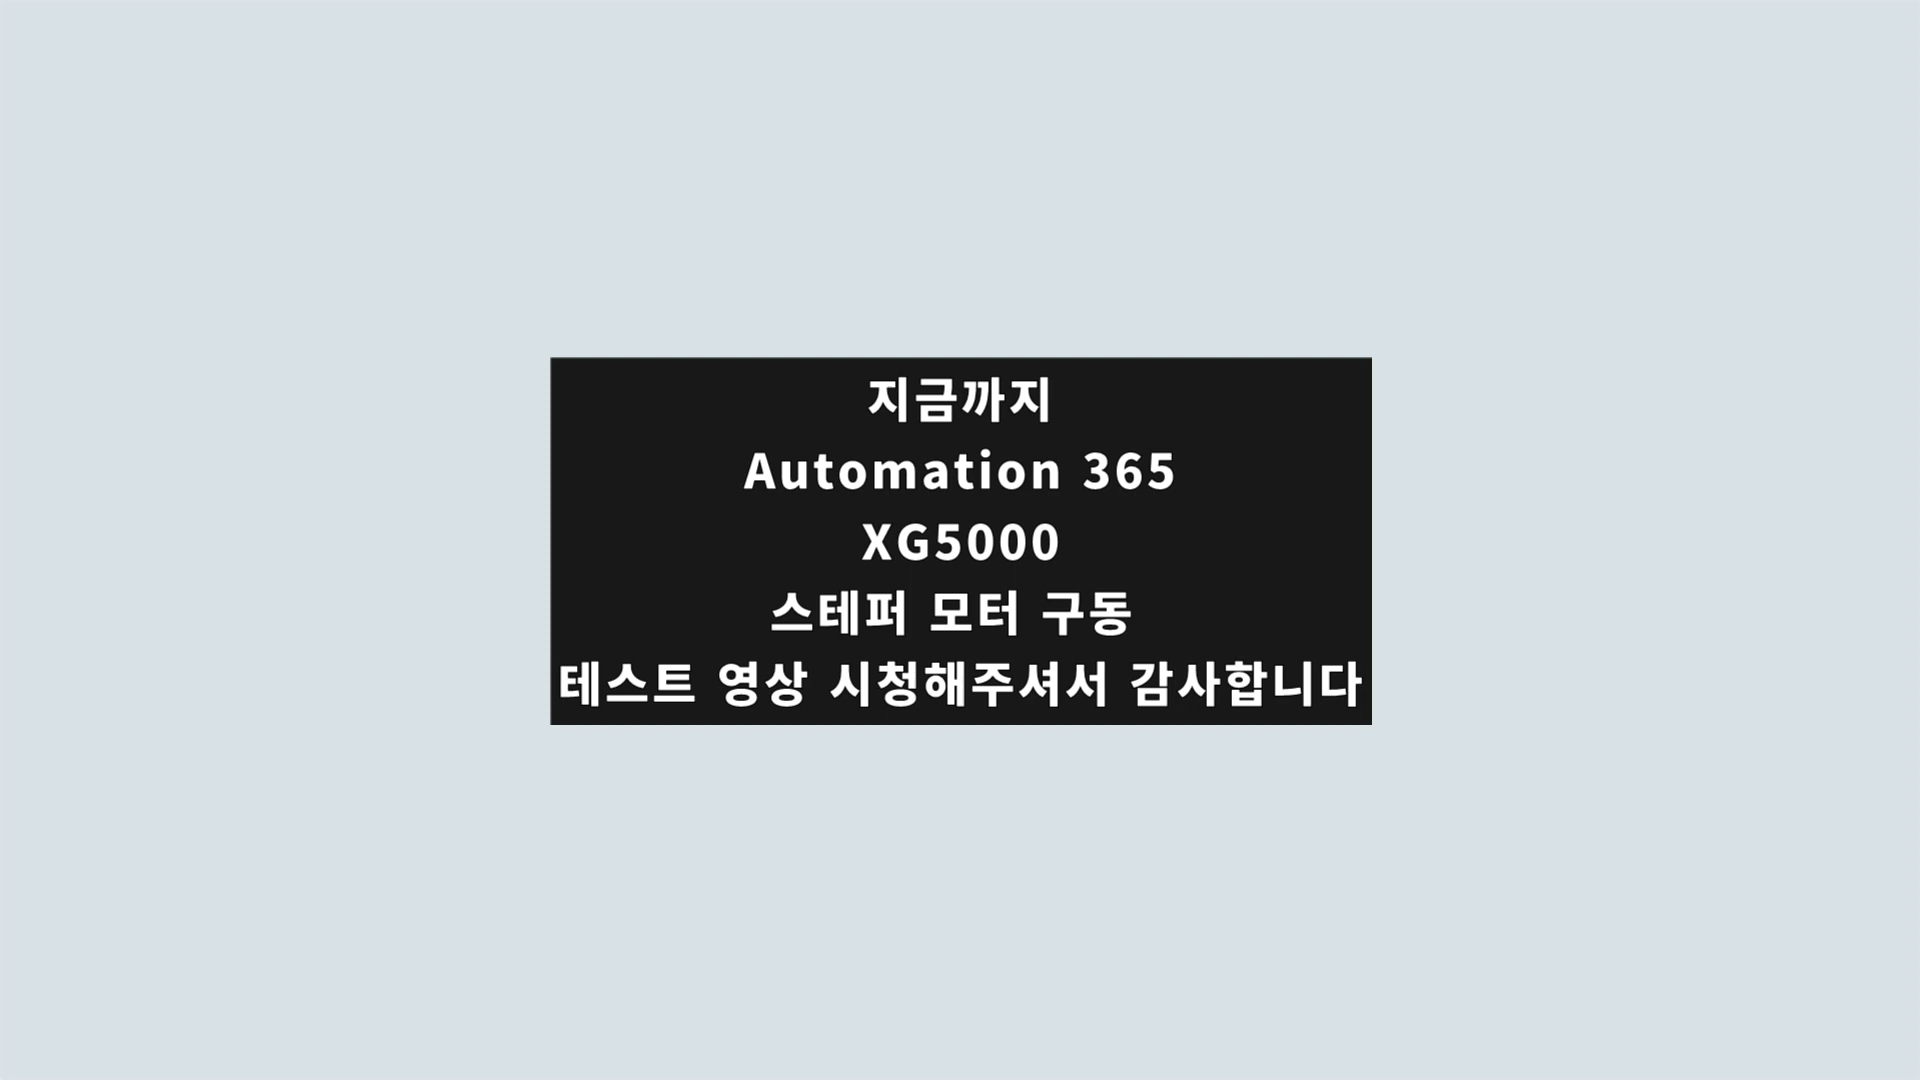 지금까지
Automation 365
XG5000
스테퍼 모터 구동
테스트 영상 시청해주셔서 감사합니다